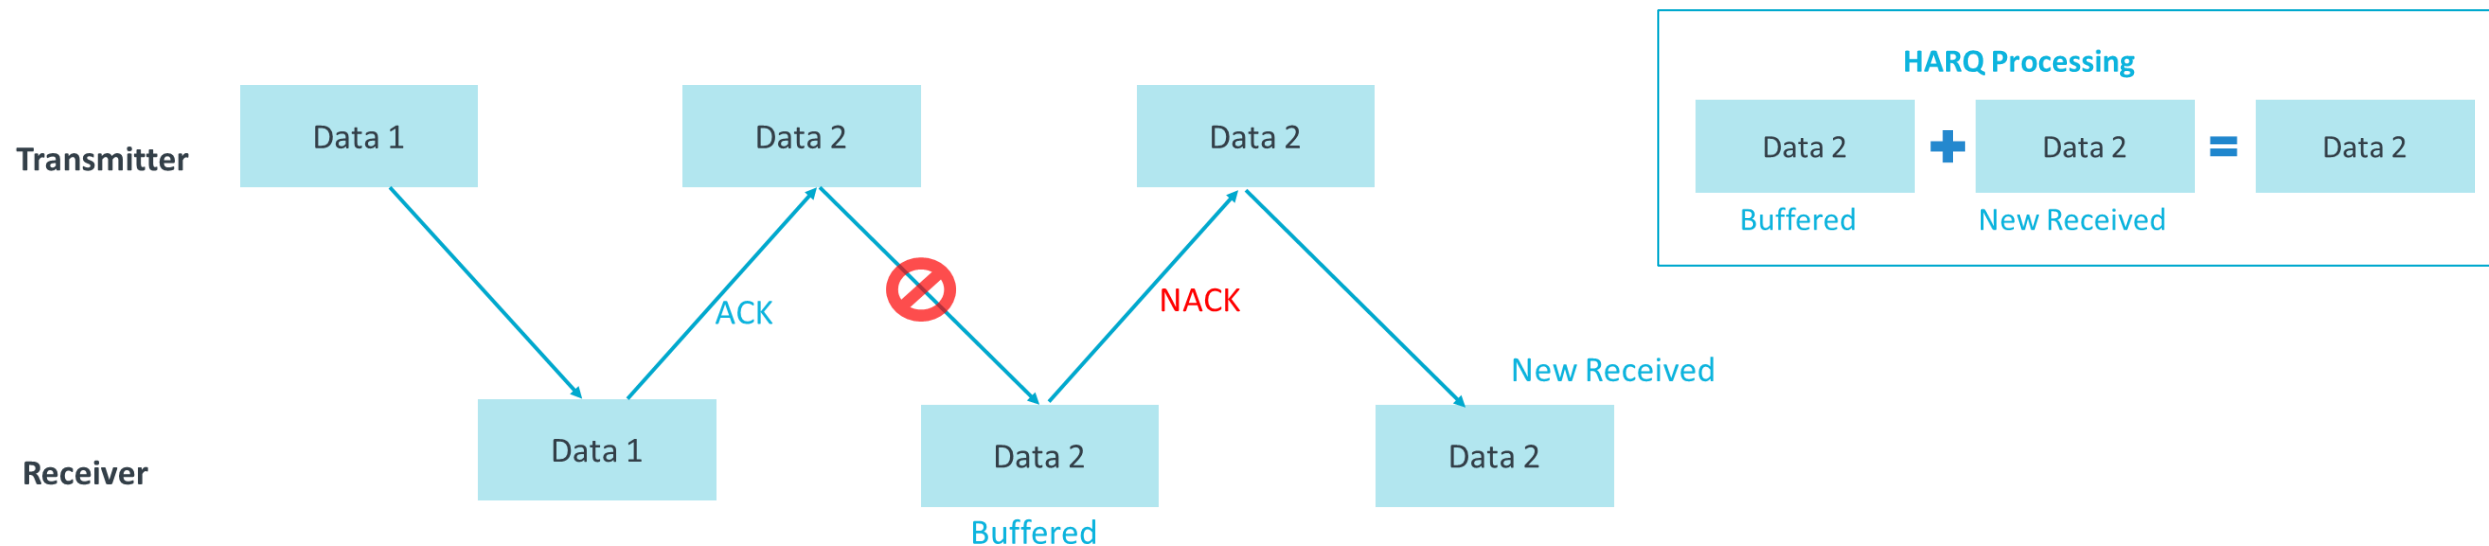 HARQ Processing
Transmitter
Data 1
Data 2
Data 2
Data 2
Data 2
Data 2
Buffered
New Received
ACK
NACK
New Received
Receiver
Data 1
Data 2
Data 2
Buffered